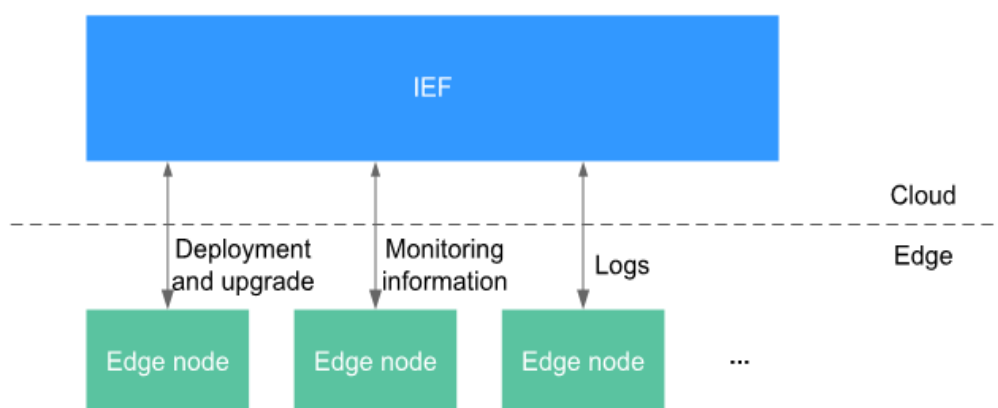 IEF
Cloud
Edge
Deployment
and upgrade
Monitoring
information
Logs
Edge node
Edge node
Edge node
...